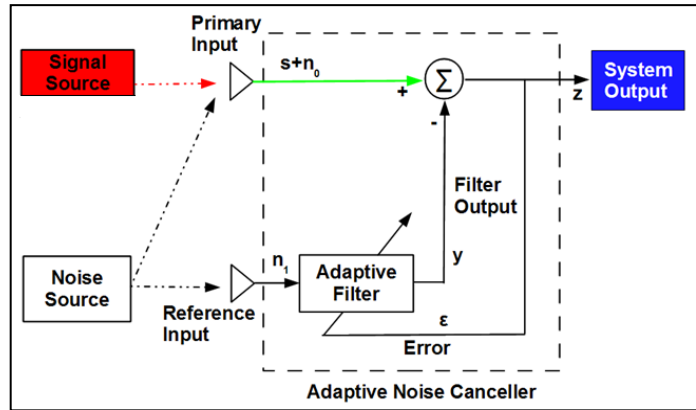 Primary
Input
Signal
Source
s+n₀
+
Σ
-
z
System
Output
Filter
Output
Noise
Source
n₁
Adaptive
Filter
y
Reference
Input
ε
Error
Adaptive Noise Canceller